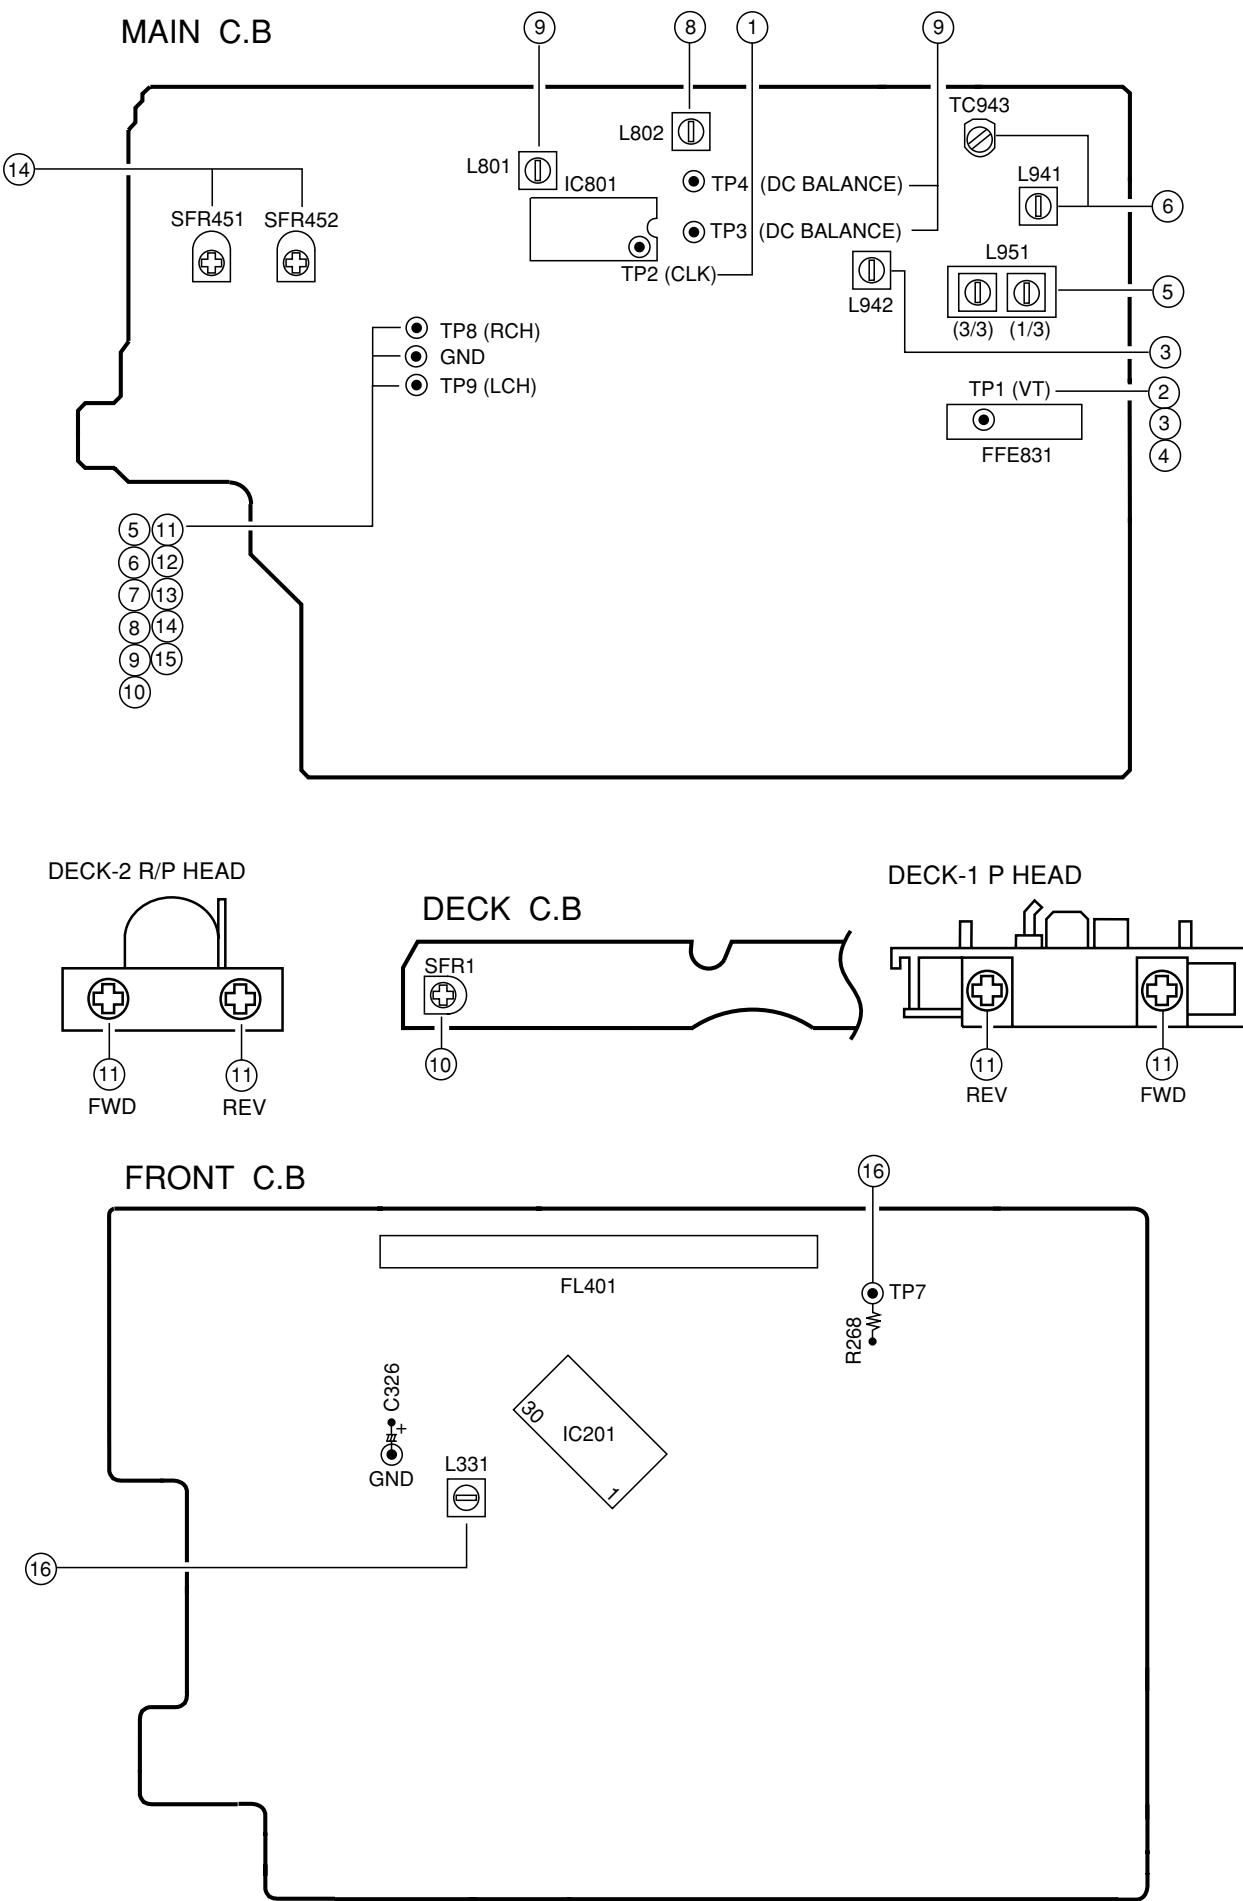 MAIN C.B
9 8 1 9
TC943
L802
L801
IC801
L941
14
TP4 (DC BALANCE)
6
SFR451 SFR452
TP3 (DC BALANCE)
L951
TP2 (CLK)
5
L942
(3/3) (1/3)
TP8 (RCH)
GND
TP9 (LCH)
3
TP1 (VT)
2
3
4
FFE831
5 11
6 12
7 13
8 14
9 15
10
DECK-2 R/P HEAD
11 11
FWD REV
DECK C.B
SFR1
10
DECK-1 P HEAD
11 11
REV FWD
FRONT C.B
16
FL401
TP7
R268
C326
+
GND
30
IC201
1
L331
16